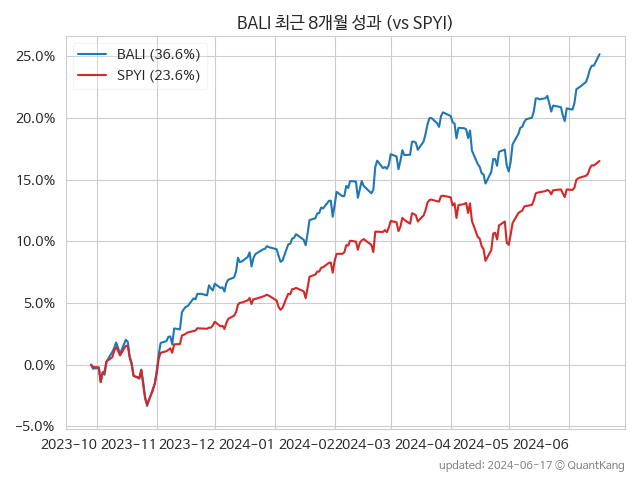 BALI 최근 8개월 성과 (vs SPYI)
BALI (36.6%)
SPYI (23.6%)
25.0%
20.0%
15.0%
10.0%
5.0%
0.0%
-5.0%
2023-10 2023-11 2023-12 2024-01 2024-02 2024-03 2024-04 2024-05 2024-06
updated: 2024-06-17 © QuantKang